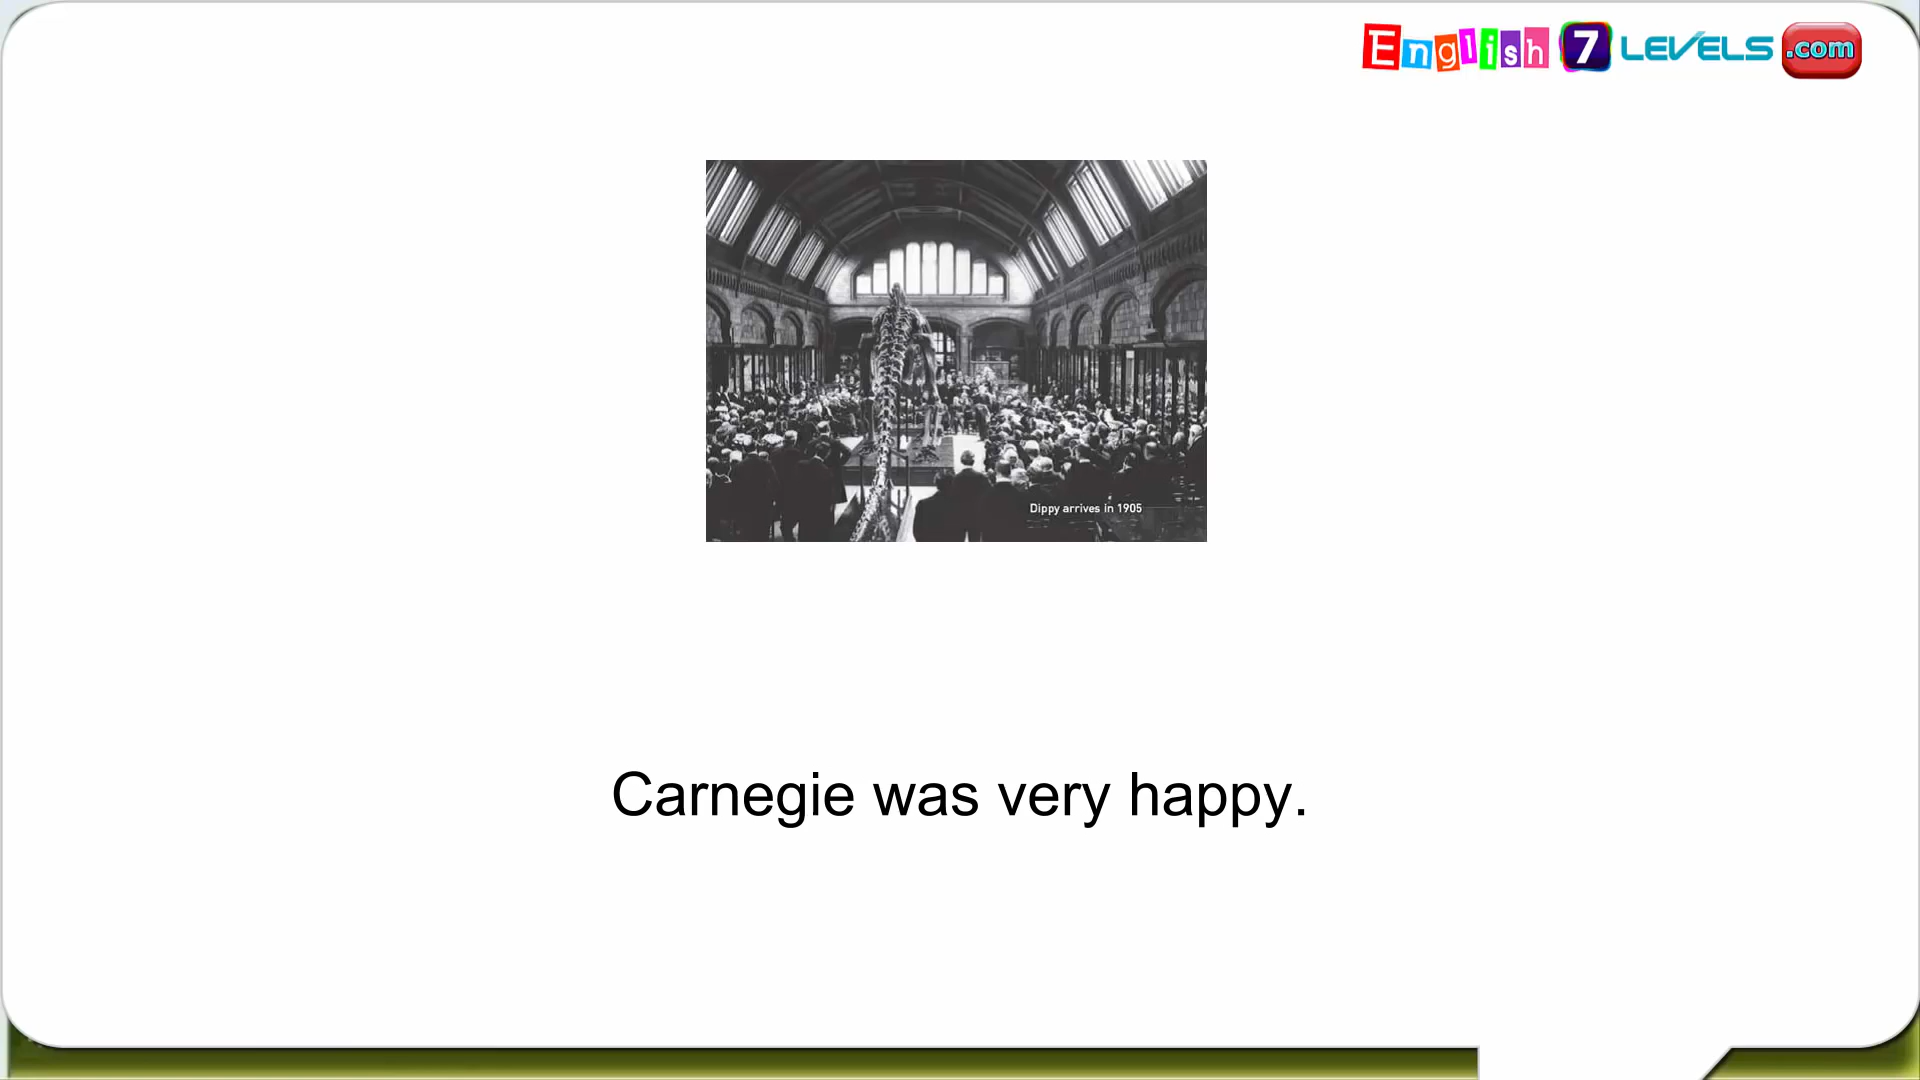 English 7 LEVELS .com
Dippy arrives in 1905
Carnegie was very happy.